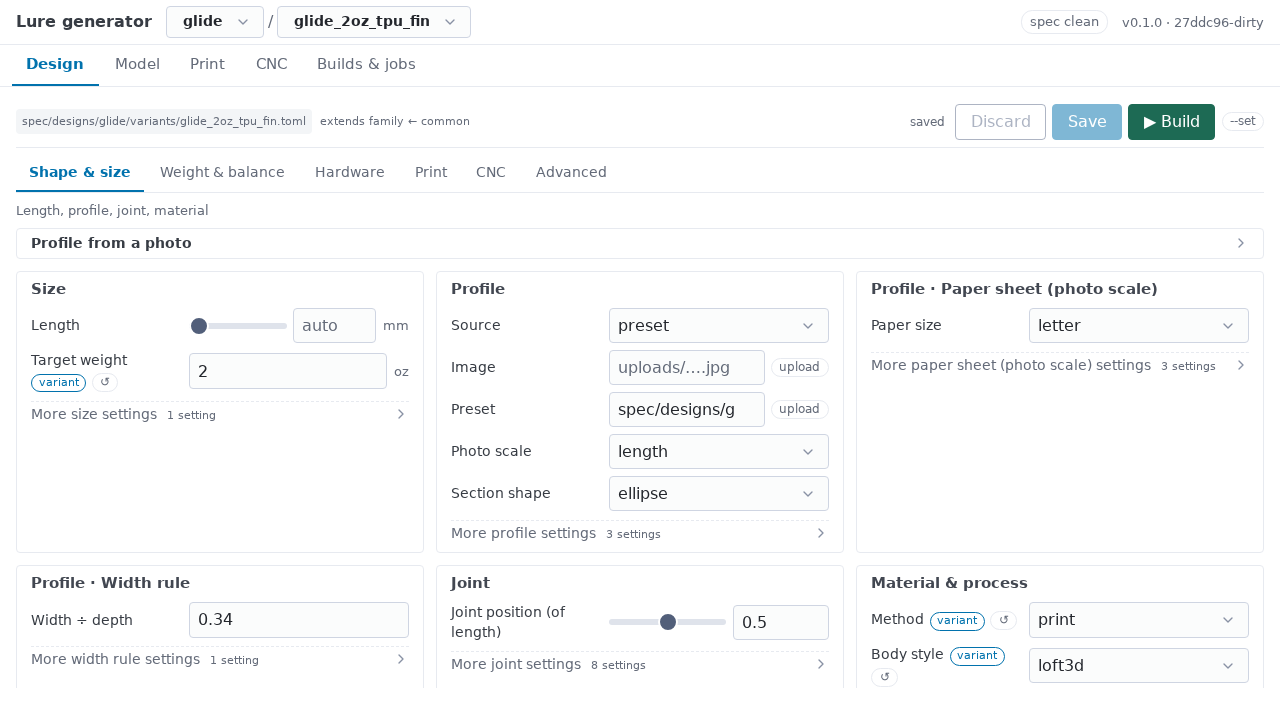 Lure generator glide / glide_2oz_tpu_fin spec clean v0.1.0 · 27ddc96-dirty
Design Model Print CNC Builds & jobs
spec/designs/glide/variants/glide_2oz_tpu_fin.toml extends family ← common saved Discard Save ▶ Build --set
Shape & size Weight & balance Hardware Print CNC Advanced
Length, profile, joint, material
Profile from a photo
Size
Length auto mm
Target weight
variant ↺ 2 oz
More size settings 1 setting
Profile
Source preset
Image uploads/....jpg upload
Preset spec/designs/g upload
Photo scale length
Section shape ellipse
More profile settings 3 settings
Profile · Paper sheet (photo scale)
Paper size letter
More paper sheet (photo scale) settings 3 settings
Profile · Width rule
Width ÷ depth 0.34
More width rule settings 1 setting
Joint
Joint position (of
length) 0.5
More joint settings 8 settings
Material & process
Method variant ↺ print
Body style variant loft3d
↺